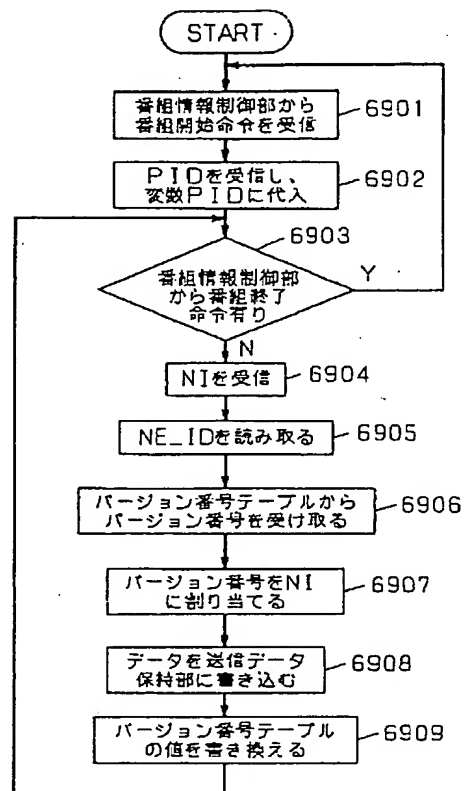 START
番組情報制御部から
番組開始命令を受信
6901
PIDを受信し、
変数PIDに代入
6902
6903
番組情報制御部
から番組終了
命令有り
Y
N
NIを受信
6904
NE_IDを読み取る
6905
バージョン番号テーブルから
バージョン番号を受け取る
6906
バージョン番号をNI
に割り当てる
6907
データを送信データ
保持部に書き込む
6908
バージョン番号テーブル
の値を書き換える
6909